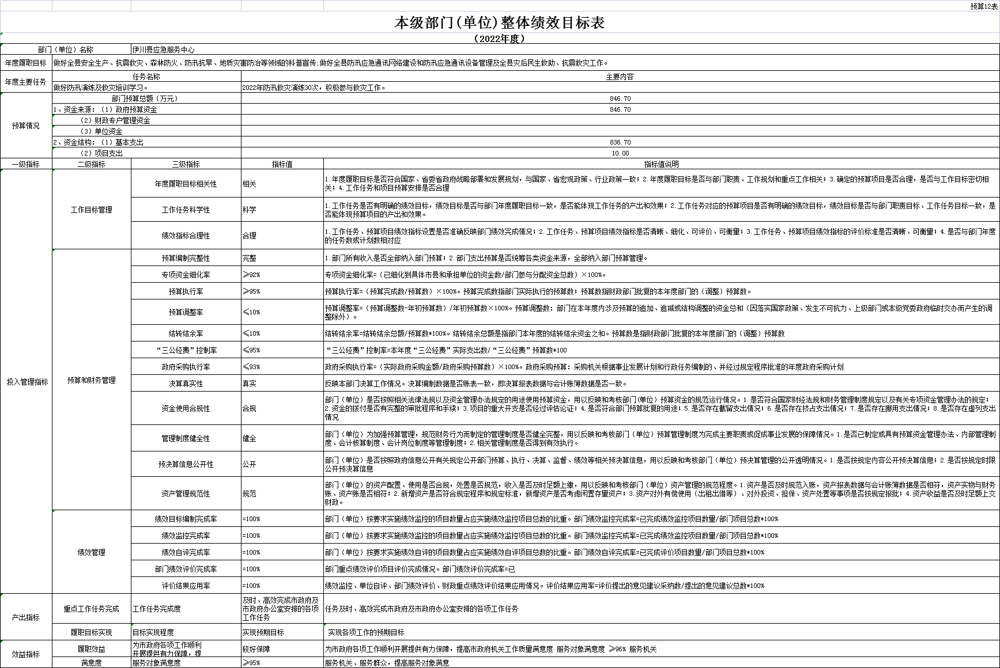 预算12表
本级部门(单位)整体绩效目标表
（2022年度）
部门（单位）名称 伊川县应急服务中心
年度履职目标 做好全县安全生产、抗震救灾、森林防火、防汛抗旱、地质灾害防治等领域的科普宣传;做好全县防汛应急通讯网络建设和防汛应急通讯设备管理及全县灾后民生救助、抗震救灾工作。
年度主要任务 任务名称 主要内容
做好防汛演练及救灾培训学习。 2022年防汛救灾演练30次，积极参与救灾工作。
预算情况 部门预算总额（万元） 846.70
1、资金来源：（1）政府预算资金 846.70
（2）财政专户管理资金
（3）单位资金
2、资金结构：（1）基本支出 836.70
（2）项目支出 10.00
一级指标 二级指标 三级指标 指标值 指标值说明
投入管理指标 工作目标管理 年度履职目标相关性 相关 1.年度履职目标是否符合国家、省委省政府战略部署和发展规划，与国家、省宏观政策、行业政策一致；2.年度履职目标是否与部门职责、工作规划和重点工作相关；3.确定的预算项目是否合理，是否与工作目标密切相
关；4.工作任务和项目预算安排是否合理
工作任务科学性 科学 1.工作任务是否有明确的绩效目标，绩效目标是否与部门年度履职目标一致，是否能体现工作任务的产出和效果；2.工作任务对应的预算项目是否有明确的绩效目标，绩效目标是否与部门职责目标、工作任务目标一致，是
否能体现预算项目的产出和效果。
绩效指标合理性 合理 1.工作任务、预算项目绩效指标设置是否准确反映部门绩效完成情况；2.工作任务、预算项目绩效指标是否清晰、细化、可评价、可衡量；3.工作任务、预算项目绩效指标的评价标准是否清晰、可衡量；4.是否与部门年度
的任务数或计划数相对应
预算和财务管理 预算编制完整性 完整 1.部门所有收入是否全部纳入部门预算；2.部门支出预算是否统筹各类资金来源，全部纳入部门预算管理。
专项资金细化率 ≥92% 专项资金细化率=（已细化到具体市县和承担单位的资金数/部门参与分配资金总数）×100%。
预算执行率 ≥95% 预算执行率=（预算完成数/预算数）×100%。预算完成数指部门实际执行的预算数；预算数指财政部门批复的本年度部门的（调整）预算数。
预算调整率 ≤10% 预算调整率=（预算调整数-年初预算数）/年初预算数×100%。预算调整数：部门在本年度内涉及预算的追加、追减或结构调整的资金总和（因落实国家政策、发生不可抗力、上级部门或本级党委政府临时交办而产生的调
整除外）。
结转结余率 ≤10% 结转结余率=结转结余总额/预算数*100%。结转结余总额是指部门本年度的结转结余资金之和。预算数是指财政部门批复的本年度部门的（调整）预算数
“三公经费”控制率 ≤95% “三公经费”控制率=本年度“三公经费”实际支出数/“三公经费”预算数*100
政府采购执行率 ≤93% 政府采购执行率=（实际政府采购金额/政府采购预算数）×100%。政府采购预算：采购机关根据事业发展计划和行政任务编制的、并经过规定程序批准的年度政府采购计划
决算真实性 真实 反映本部门决算工作情况。决算编制数据是否账表一致，即决算报表数据与会计账簿数据是否一致。
资金使用合规性 合规 部门（单位）是否按照相关法律法规以及资金管理办法规定的用途使用预算资金，用以反映和考核部门(单位）预算资金的规范运行情况。1.是否符合国家财经法规和财务管理制度规定以及有关专项资金管理办法的规定；
2.资金的拨付是否有完整的审批程序和手续；3.项目的重大开支是否经过评估论证；4.是否符合部门预算批复的用途；5.是否存在截留支出情况；6.是否存在挤占支出情况；7.是否存在挪用支出情况；8.是否存在虚列支出
情况
管理制度健全性 健全 部门（单位）为加强预算管理，规范财务行为而制定的管理制度是否健全完整，用以反映和考核部门（单位）预算管理制度为完成主要职责或促成事业发展的保障情况。1.是否已制定或具有预算资金管理办法、内部管理制
度、会计核算制度、会计岗位制度等管理制度；2.相关管理制度是否得到有效执行。
预决算信息公开性 公开 部门（单位）是否按照政府信息公开有关规定公开部门预算、执行、决算、监督、绩效等相关预决算信息，用以反映和考核部门（单位）预决算管理的公开透明情况。1.是否按规定内容公开预决算信息；2.是否按规定时限
公开预决算信息
资产管理规范性 规范 部门（单位）的资产配置、使用是否合规，处置是否规范，收入是否及时足额上缴，用以反映和考核部门（单位）资产管理的规范程度。1.资产是否及时规范入账，资产报表数据与会计账簿数据是否相符，资产实物与财务
账、资产账是否相符；2.新增资产是否符合规定程序和规定标准，新增资产是否考虑闲置存量资产；3.资产对外有偿使用（出租出借等）、对外投资、担保、资产处置等事项是否按规定报批；4.资产收益是否及时足额上交
财政。
绩效管理 绩效目标编制完成率 =100% 部门（单位）按要求实施绩效监控的项目数量占应实施绩效监控项目总数的比重。部门绩效监控完成率=已完成绩效监控项目数量/部门项目总数*100%
绩效监控完成率 =100% 部门（单位）按要求实施绩效监控的项目数量占应实施绩效监控项目总数的比重。部门绩效监控完成率=已完成绩效监控项目数量/部门项目总数*100%
绩效自评完成率 =100% 部门（单位）按要求实施绩效自评的项目数量占应实施绩效自评项目总数的比重。部门绩效自评完成率=已完成评价项目数量/部门项目总数*100%
部门绩效评价完成率 =100% 部门重点绩效评价项目评价完成情况。部门绩效评价完成率=已
评价结果应用率 =100% 绩效监控、单位自评、部门绩效评价、财政重点绩效评价结果应用情况。评价结果应用率=评价提出的意见建议采纳数/提出的意见建议总数*100%
产出指标 重点工作任务完成 工作任务完成度 及时、高效完成市政府及
市政府办公室安排的各项
工作任务 任务及时、高效完成市政府及市政府办公室安排的各项工作任务
履职目标实现 目标实现程度 实现预期目标 实现各项工作的预期目标
效益指标 履职效益 为市政府各项工作顺利
开展提供有力保障，提 较好保障 为市政府各项工作顺利开展提供有力保障，提高市政府机关工作质量满意度 服务对象满意度 ≥96% 服务机关
满意度 服务对象满意度 ≥95% 服务机关、服务群众，提高服务对象满意